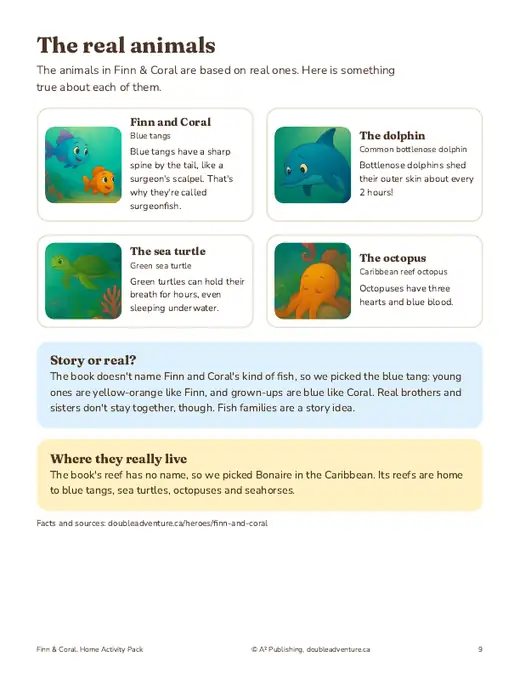 The real animals
The animals in Finn & Coral are based on real ones. Here is something
true about each of them.
Finn and Coral
Blue tangs
Blue tangs have a sharp
spine by the tail, like a
surgeon's scalpel. That's
why they're called
surgeonfish.
The dolphin
Common bottlenose dolphin
Bottlenose dolphins shed
their outer skin about every
2 hours!
The sea turtle
Green sea turtle
Green turtles can hold their
breath for hours, even
sleeping underwater.
The octopus
Caribbean reef octopus
Octopuses have three
hearts and blue blood.
Story or real?
The book doesn't name Finn and Coral's kind of fish, so we picked the blue tang: young
ones are yellow-orange like Finn, and grown-ups are blue like Coral. Real brothers and
sisters don't stay together, though. Fish families are a story idea.
Where they really live
The book's reef has no name, so we picked Bonaire in the Caribbean. Its reefs are home
to blue tangs, sea turtles, octopuses and seahorses.
Facts and sources: doubleadventure.ca/heroes/finn-and-coral
Finn & Coral. Home Activity Pack
© A² Publishing, doubleadventure.ca
9